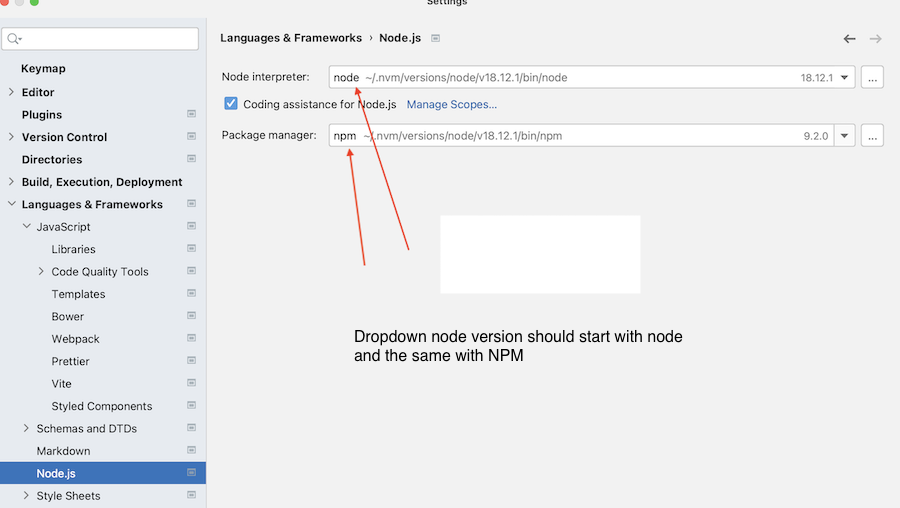 Settings
Languages & Frameworks › Node.js
Keymap
Editor
Plugins
Version Control
Directories
Build, Execution, Deployment
Languages & Frameworks
JavaScript
Libraries
Code Quality Tools
Templates
Bower
Webpack
Prettier
Vite
Styled Components
Schemas and DTDs
Markdown
Node.js
Style Sheets
Node interpreter: node ~/.nvm/versions/node/v18.12.1/bin/node 18.12.1 ...
Coding assistance for Node.js Manage Scopes...
Package manager: npm ~/.nvm/versions/node/v18.12.1/bin/npm 9.2.0 ...
Dropdown node version should start with node
and the same with NPM